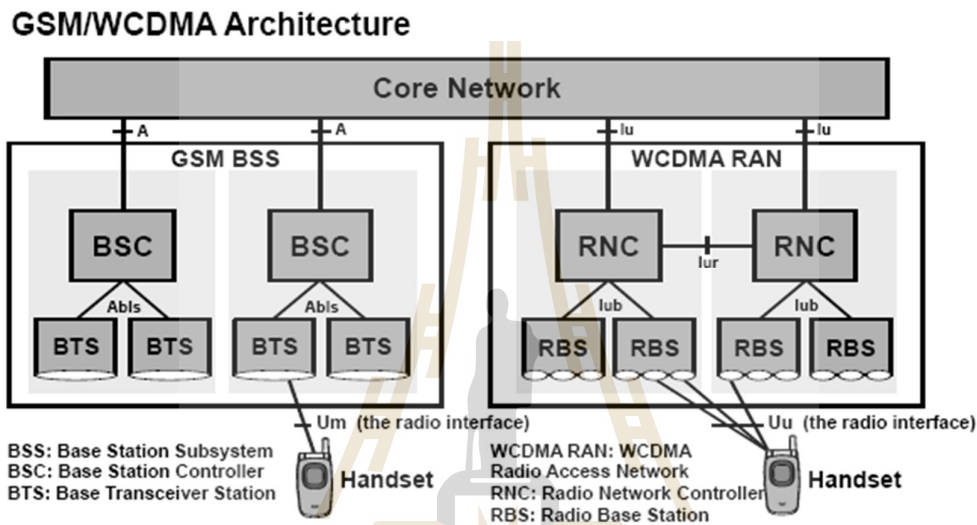 GSM/WCDMA Architecture
Core Network
A
A
Iu
Iu
GSM BSS
WCDMA RAN
BSC
BSC
RNC
Iur
RNC
Abis
Abis
Iub
Iub
BTS
BTS
BTS
BTS
RBS
RBS
RBS
RBS
Um (the radio interface)
Uu (the radio interface)
BSS: Base Station Subsystem
BSC: Base Station Controller
BTS: Base Transceiver Station
Handset
WCDMA RAN: WCDMA
Radio Access Network
RNC: Radio Network Controller
RBS: Radio Base Station
Handset